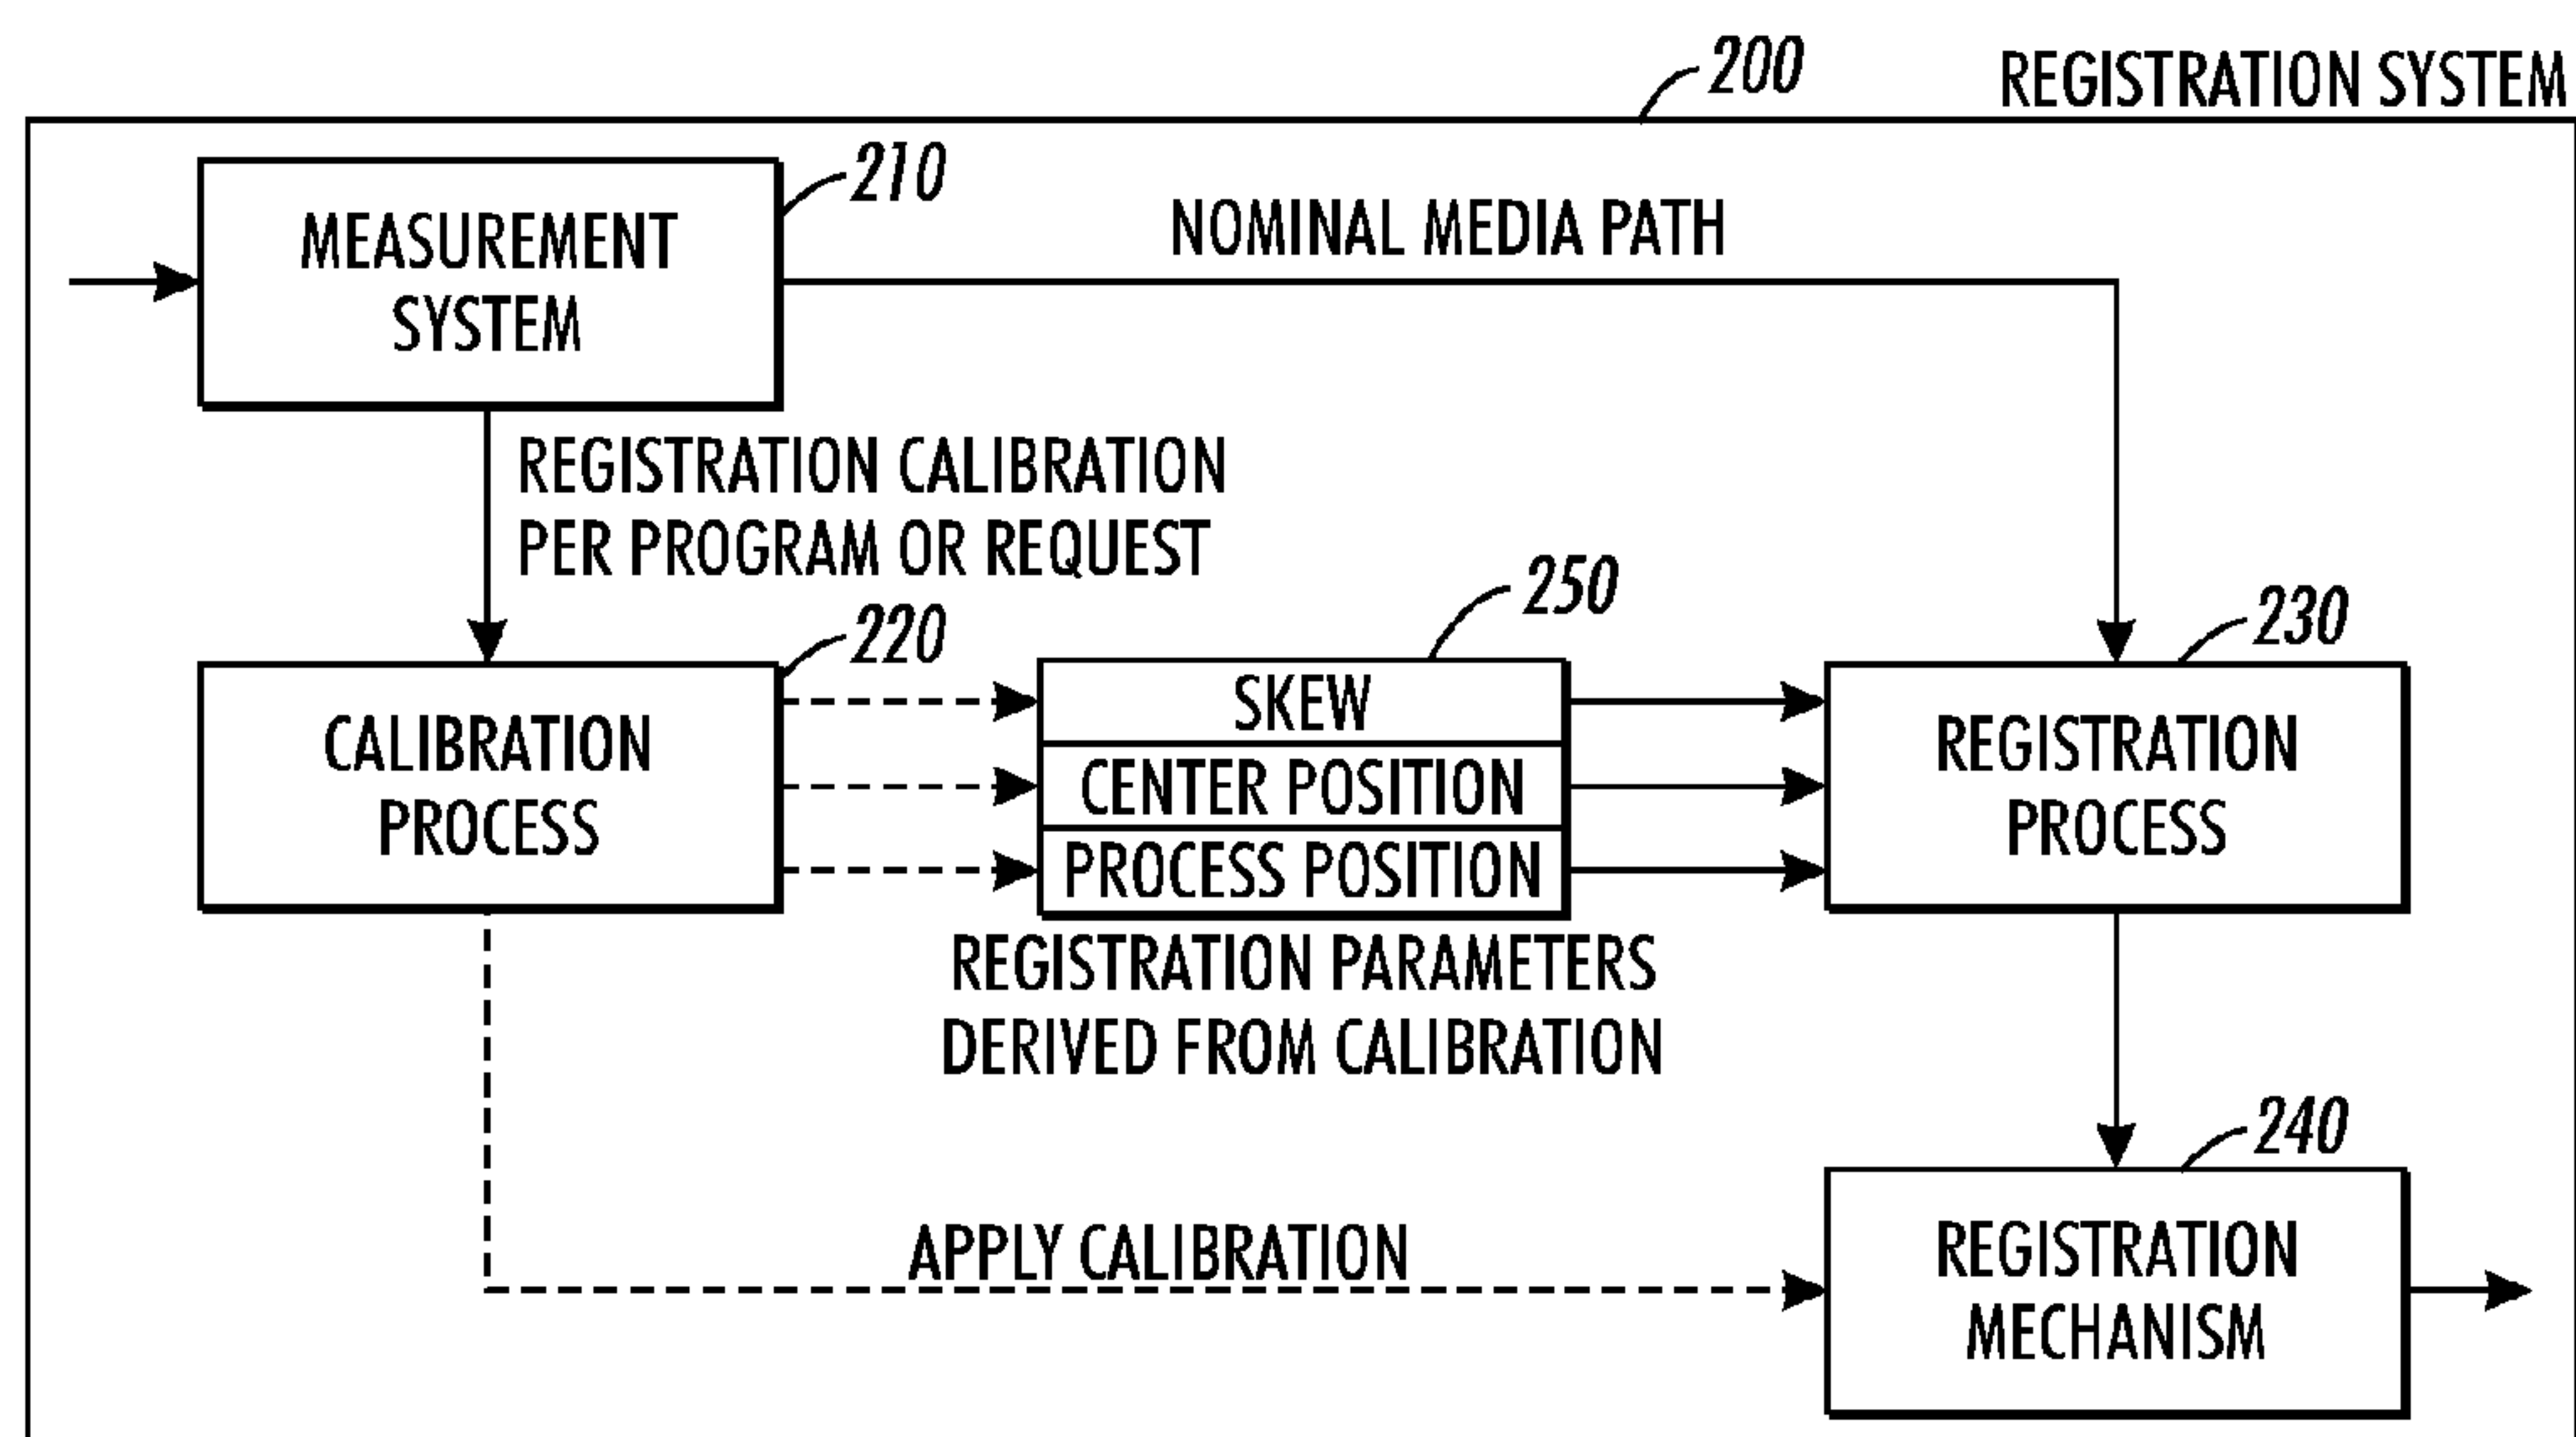 200
REGISTRATION SYSTEM
210
MEASUREMENT
SYSTEM
NOMINAL MEDIA PATH
REGISTRATION CALIBRATION
PER PROGRAM OR REQUEST
220
CALIBRATION
PROCESS
250
SKEW
CENTER POSITION
PROCESS POSITION
REGISTRATION PARAMETERS
DERIVED FROM CALIBRATION
230
REGISTRATION
PROCESS
APPLY CALIBRATION
240
REGISTRATION
MECHANISM